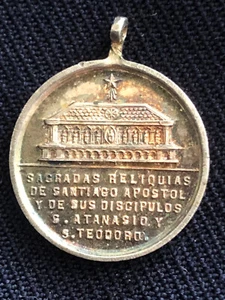 SAGRADAS RELIQUIAS
DE SANTIAGO APOSTOL
Y DE SUS DISCIPULOS
S. ATANASIO Y
S. TEODORO.